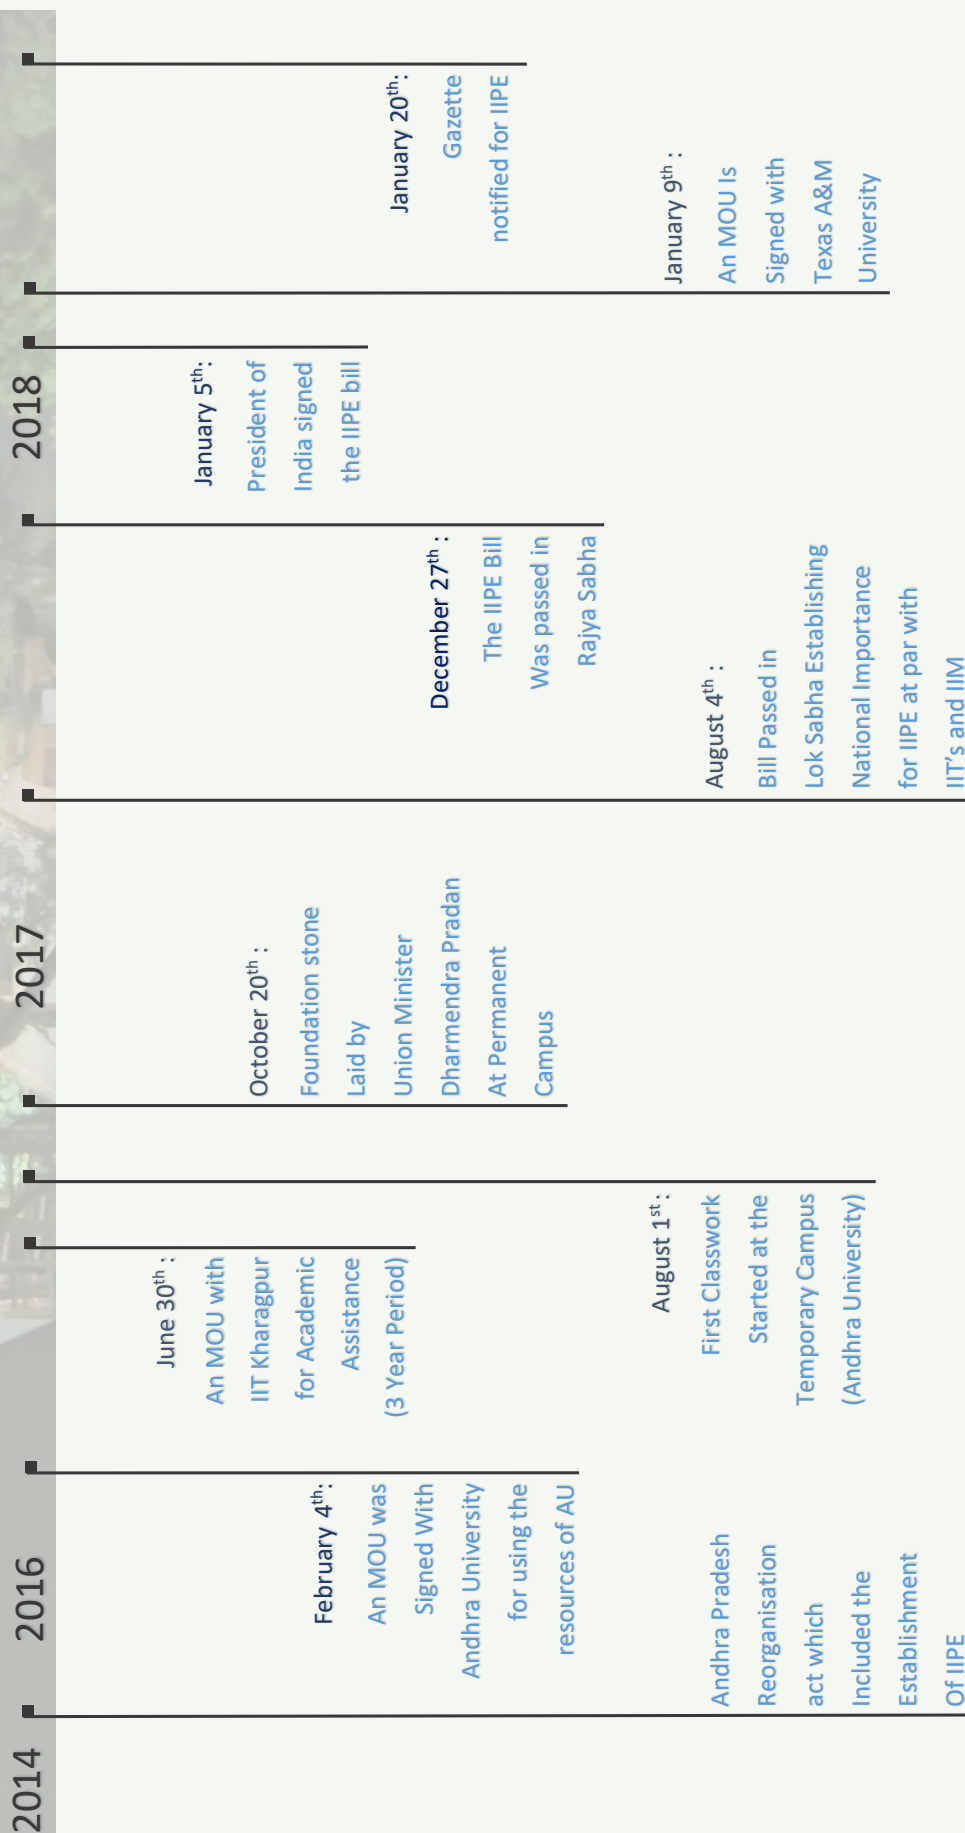 2014
Andhra Pradesh
Reorganisation
act which
Included the
Establishment
Of IIPE
2016
February 4th:
An MOU was
Signed With
Andhra University
for using the
resources of AU
June 30th :
An MOU with
IIT Kharagpur
for Academic
Assistance
(3 Year Period)
August 1st :
First Classwork
Started at the
Temporary Campus
(Andhra University)
October 20th :
Foundation stone
Laid by
Union Minister
Dharmendra Pradan
At Permanent
Campus
2017
August 4th :
Bill Passed in
Lok Sabha Establishing
National Importance
for IIPE at par with
IIT's and IIM
December 27th :
The IIPE Bill
Was passed in
Rajya Sabha
2018
January 5th:
President of
India signed
the IIPE bill
January 9th :
An MOU Is
Signed with
Texas A&M
University
January 20th:
Gazette
notified for IIPE